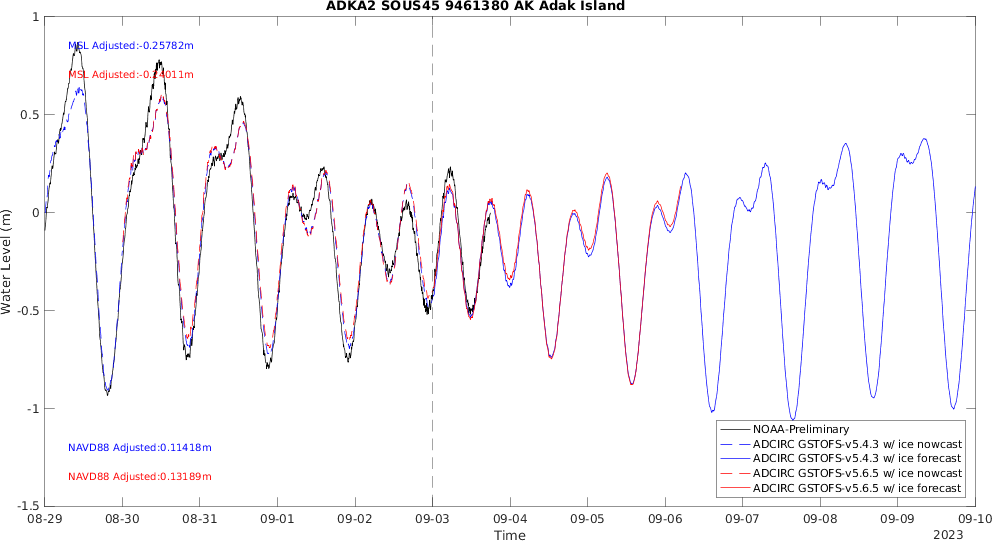 ADKA2 SOUS45 9461380 AK Adak Island
1
MSL Adjusted:-0.25782m
MSL Adjusted:-0.24011m
0.5
0
Water Level (m)
-0.5
-1
NAVD88 Adjusted:0.11418m
NAVD88 Adjusted:0.13189m
-1.5
NOAA-Preliminary
ADCIRC GSTOFS-v5.4.3 w/ ice nowcast
ADCIRC GSTOFS-v5.4.3 w/ ice forecast
ADCIRC GSTOFS-v5.6.5 w/ ice nowcast
ADCIRC GSTOFS-v5.6.5 w/ ice forecast
08-29 08-30 08-31 09-01 09-02 09-03 09-04 09-05 09-06 09-07 09-08 09-09 09-10
Time
2023